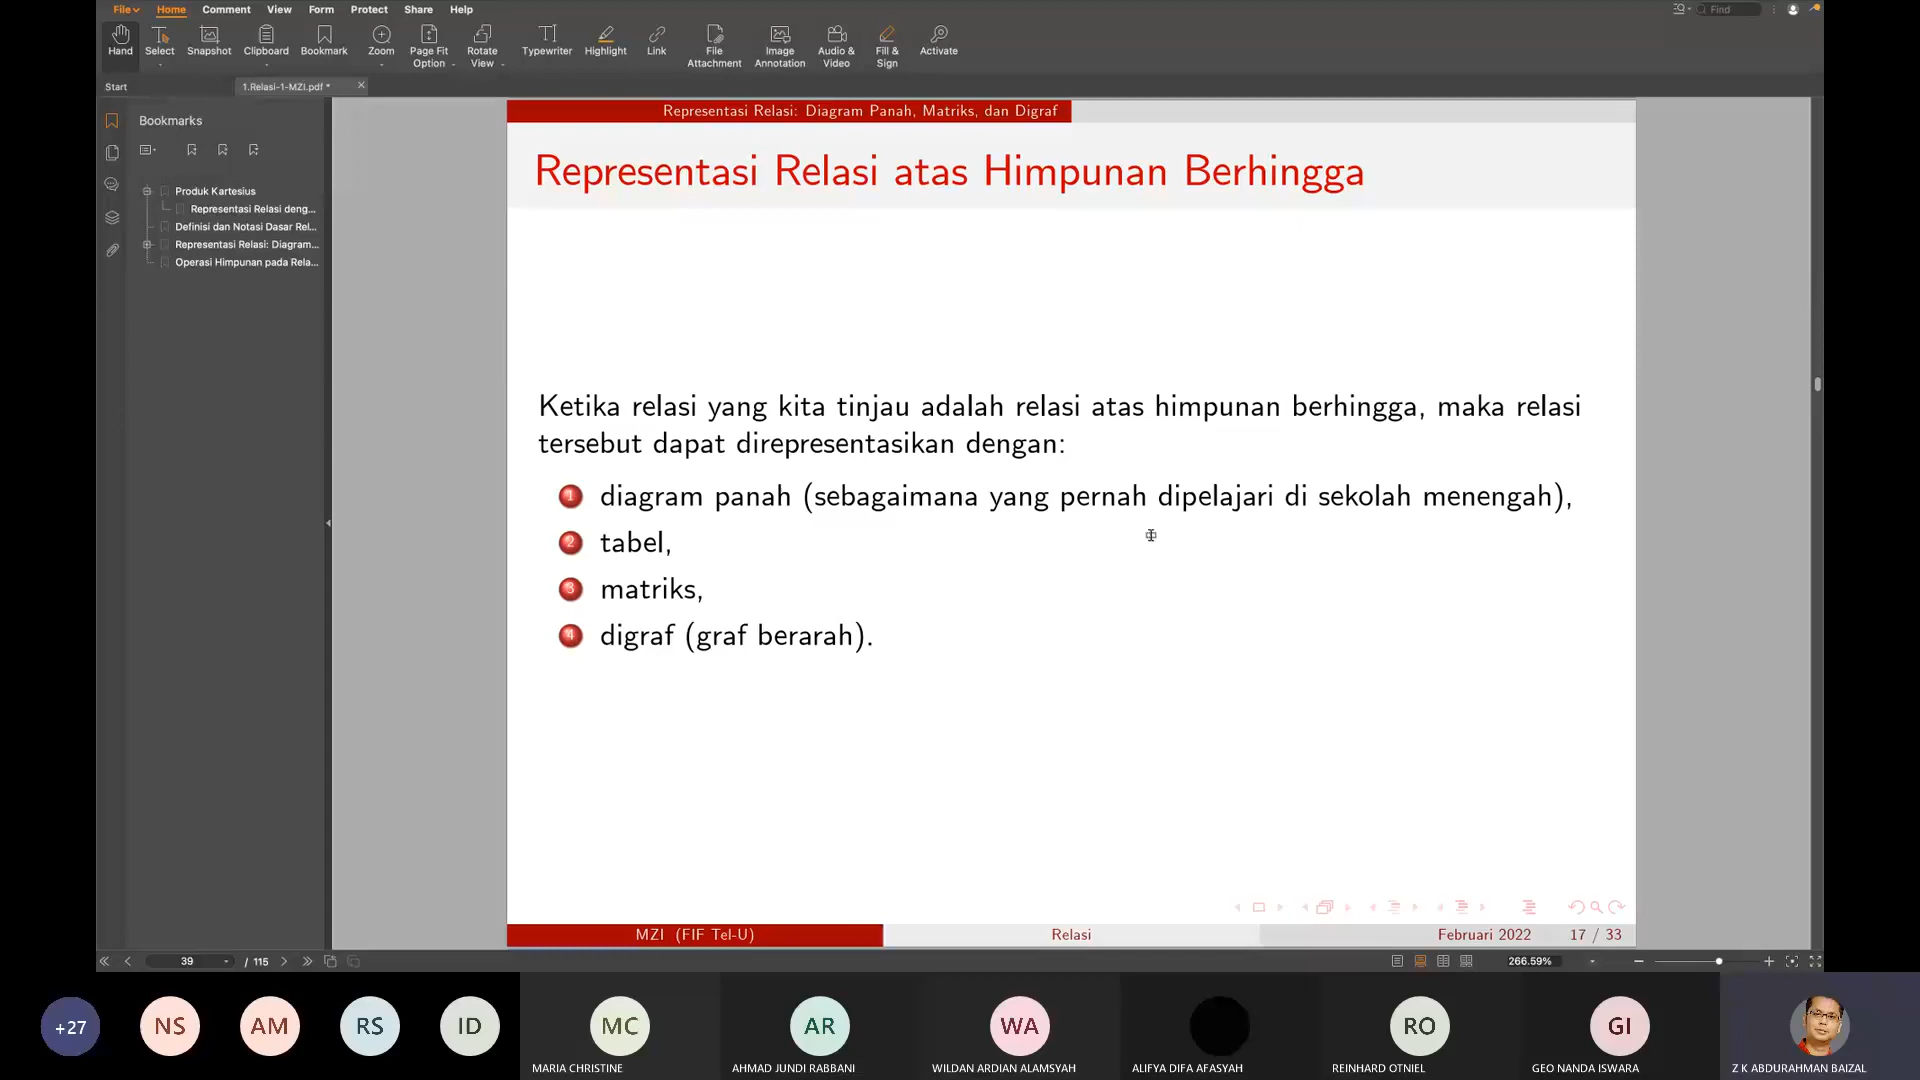 File Home Comment View Form Protect Share Help Find
Hand Select Snapshot Clipboard Bookmark Zoom Page Fit Option Rotate View Typewriter Highlight Link File Attachment Image Annotation Audio & Video Fill & Sign Activate
Start 1.Relasi-1-MZI.pdf *
Bookmarks
Produk Kartesius
Representasi Relasi deng...
Definisi dan Notasi Dasar Rel...
Representasi Relasi: Diagram...
Operasi Himpunan pada Rela...
Representasi Relasi: Diagram Panah, Matriks, dan Digraf
Representasi Relasi atas Himpunan Berhingga
Ketika relasi yang kita tinjau adalah relasi atas himpunan berhingga, maka relasi
tersebut dapat direpresentasikan dengan:
1 diagram panah (sebagaimana yang pernah dipelajari di sekolah menengah),
2 tabel,
3 matriks,
4 digraf (graf berarah).
MZI (FIF Tel-U) Relasi Februari 2022 17 / 33
39 / 115 266.59%
+27 NS AM RS ID MC AR WA RO GI
MARIA CHRISTINE AHMAD JUNDI RABBANI WILDAN ARDIAN ALAMSYAH ALIFYA DIFA AFASYAH REINHARD OTNIEL GEO NANDA ISWARA Z K ABDURAHMAN BAIZAL